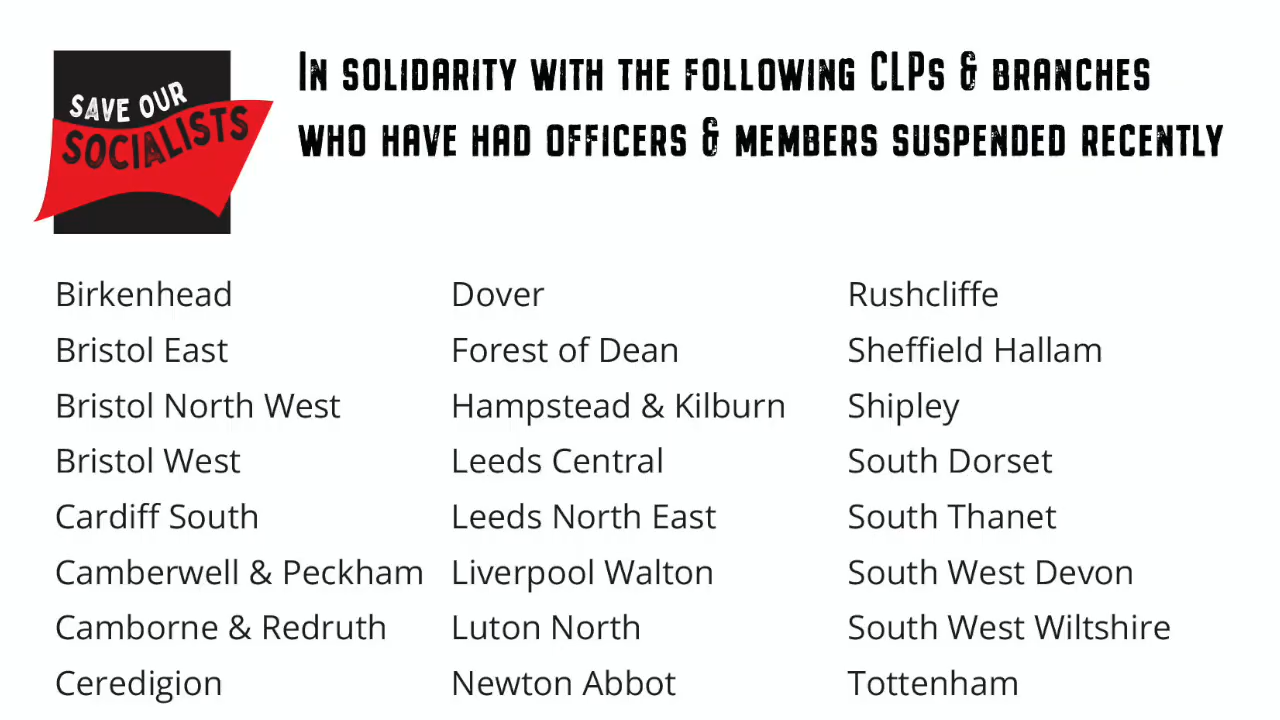 SAVE OUR
SOCIALISTS
IN SOLIDARITY WITH THE FOLLOWING CLPS & BRANCHES
WHO HAVE HAD OFFICERS & MEMBERS SUSPENDED RECENTLY
Birkenhead
Bristol East
Bristol North West
Bristol West
Cardiff South
Camberwell & Peckham
Camborne & Redruth
Ceredigion
Dover
Forest of Dean
Hampstead & Kilburn
Leeds Central
Leeds North East
Liverpool Walton
Luton North
Newton Abbot
Rushcliffe
Sheffield Hallam
Shipley
South Dorset
South Thanet
South West Devon
South West Wiltshire
Tottenham